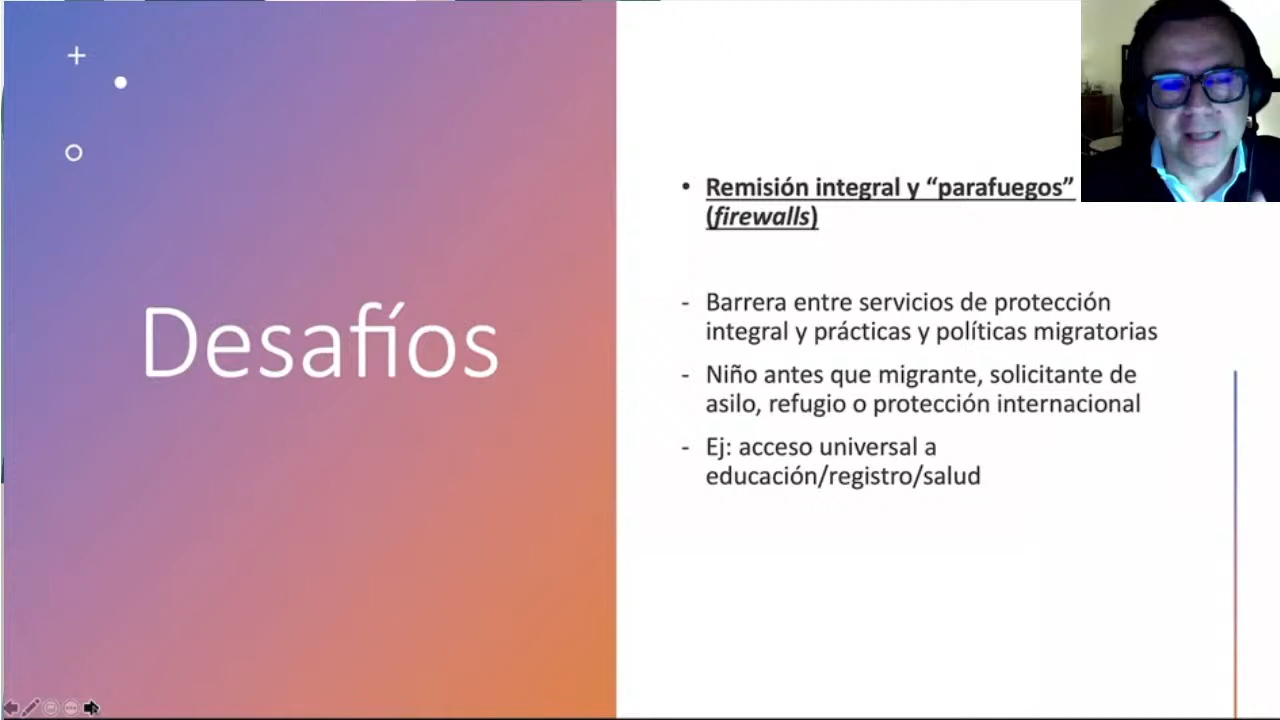 Desafíos
• Remisión integral y “parafuegos”
(firewalls)
- Barrera entre servicios de protección
integral y prácticas y políticas migratorias
- Niño antes que migrante, solicitante de
asilo, refugio o protección internacional
- Ej: acceso universal a
educación/registro/salud